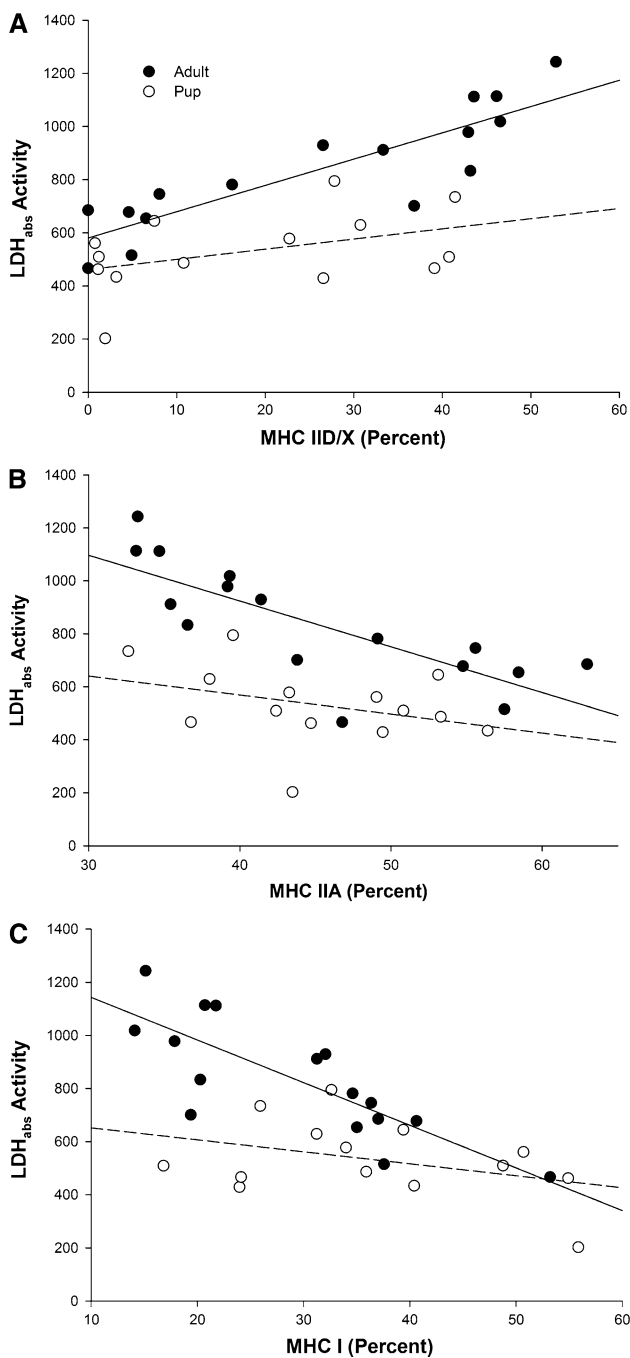 A
1400
1200
1000
800
600
400
200
0
LDHabs Activity
Adult
Pup
0 10 20 30 40 50 60
MHC IID/X (Percent)
B
1400
1200
1000
800
600
400
200
0
LDHabs Activity
30 40 50 60
MHC IIA (Percent)
C
1400
1200
1000
800
600
400
200
0
LDHabs Activity
10 20 30 40 50 60
MHC I (Percent)